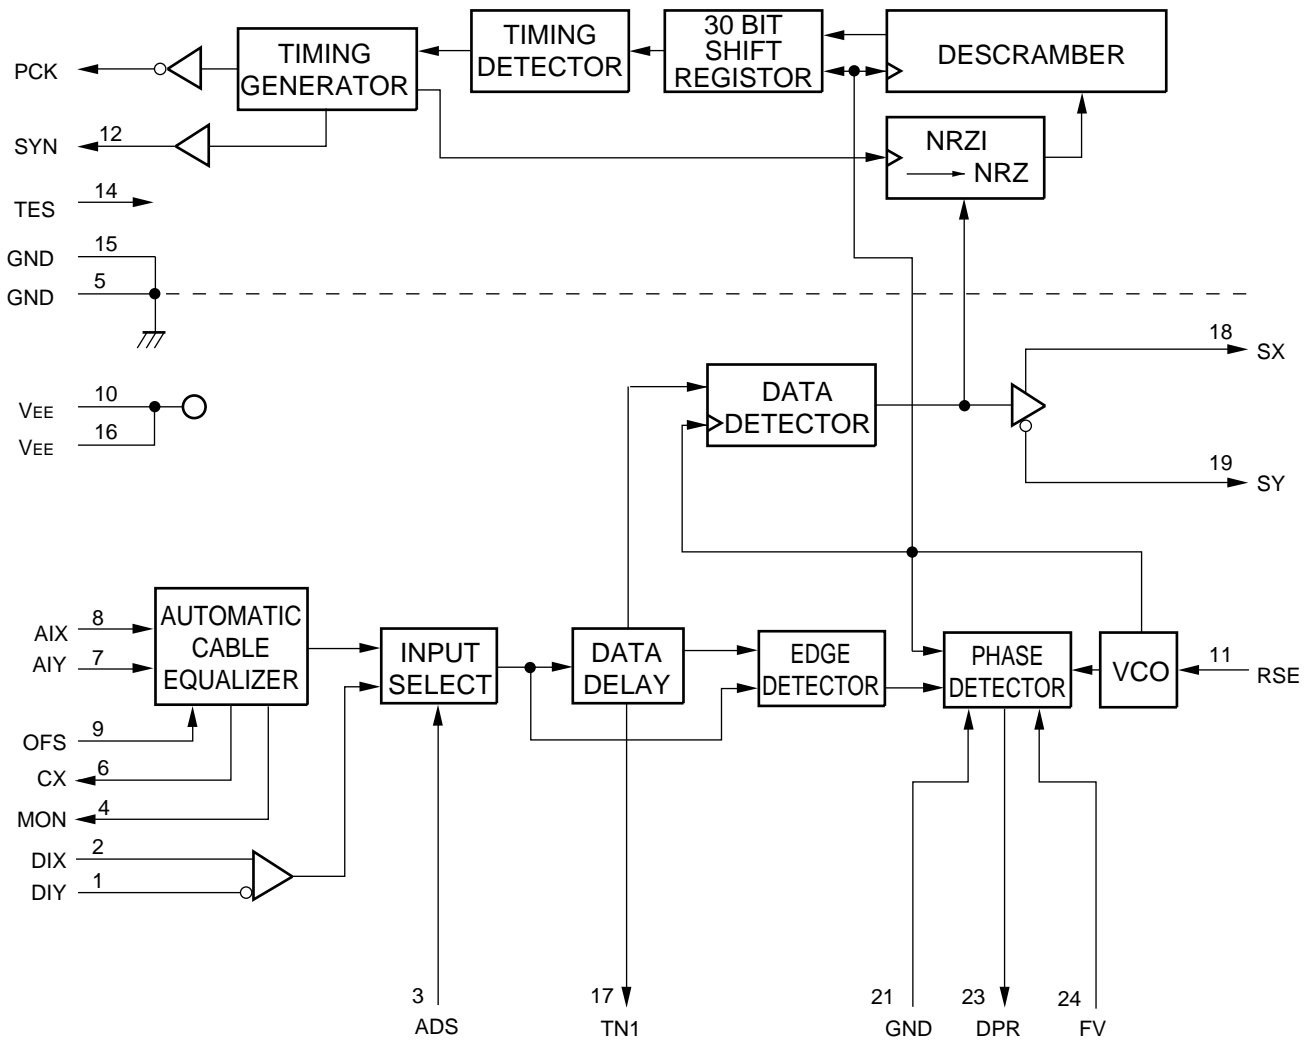 TIMING
GENERATOR
TIMING
DETECTOR
30 BIT
SHIFT
REGISTOR
DESCRAMBER
PCK
NRZI
NRZ
SYN
12
TES
14
GND
15
GND
5
18
SX
VEE
10
VEE
16
DATA
DETECTOR
19
SY
AIX
8
AIY
7
AUTOMATIC
CABLE
EQUALIZER
INPUT
SELECT
DATA
DELAY
EDGE
DETECTOR
PHASE
DETECTOR
VCO
11
RSE
OFS
9
CX
6
MON
4
DIX
2
DIY
1
3
ADS
17
TN1
21
GND
23
DPR
24
FV